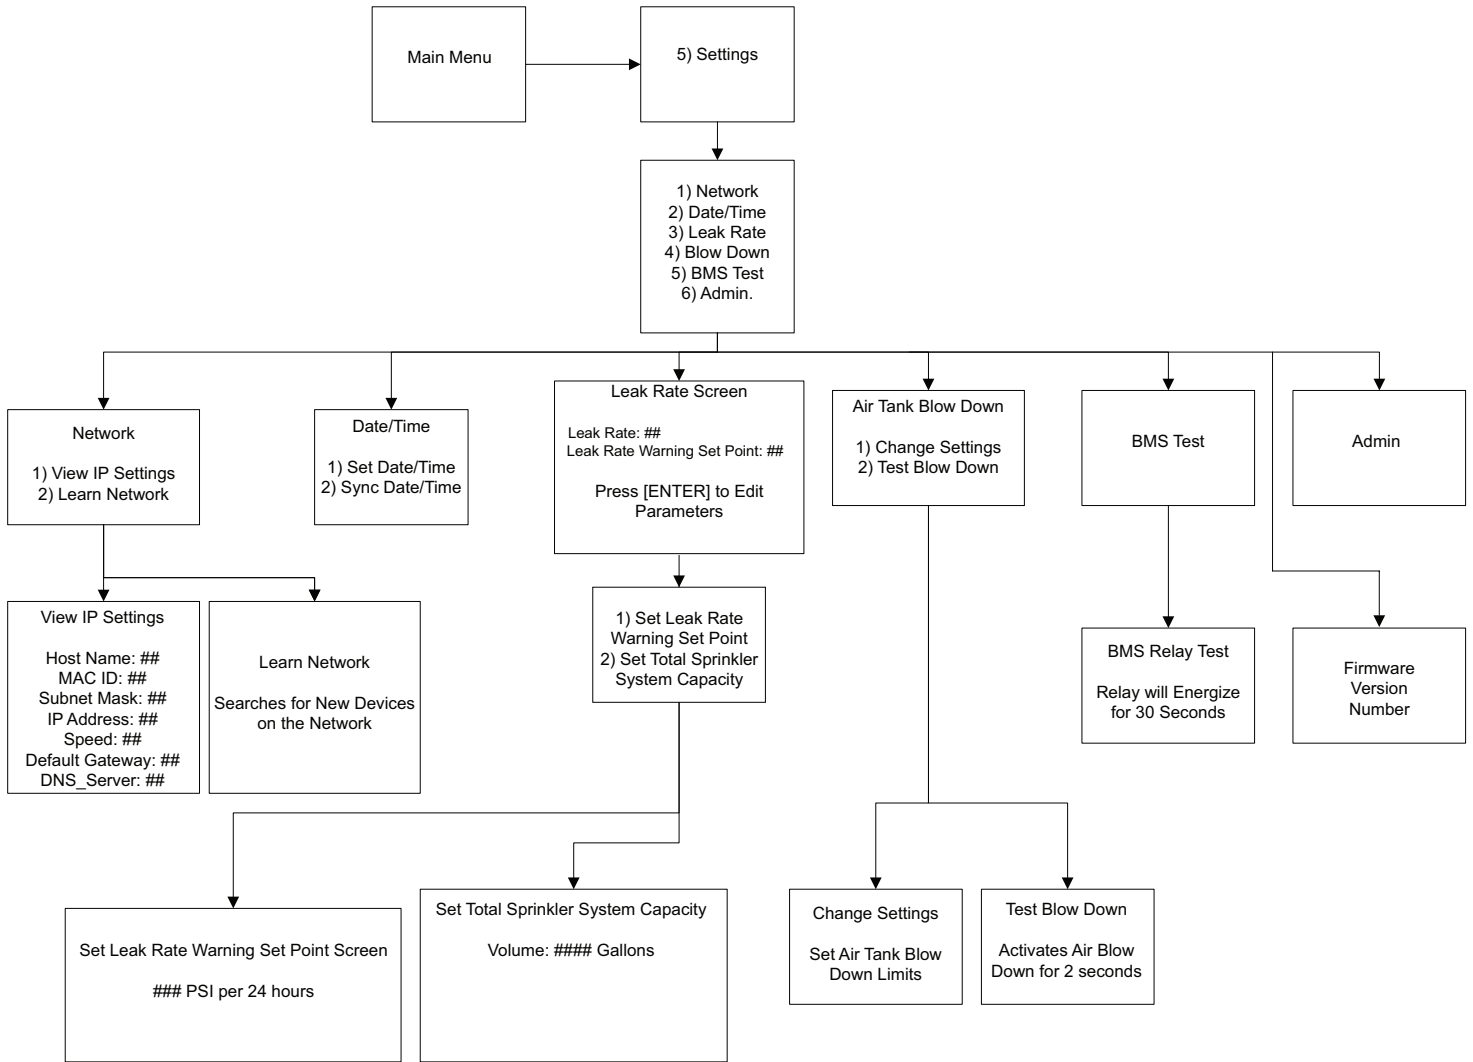 Main Menu
5) Settings
1) Network
2) Date/Time
3) Leak Rate
4) Blow Down
5) BMS Test
6) Admin.
Network
1) View IP Settings
2) Learn Network
Date/Time
1) Set Date/Time
2) Sync Date/Time
Leak Rate Screen
Leak Rate: ##
Leak Rate Warning Set Point: ##
Press [ENTER] to Edit
Parameters
Air Tank Blow Down
1) Change Settings
2) Test Blow Down
BMS Test
Admin
View IP Settings
Host Name: ##
MAC ID: ##
Subnet Mask: ##
IP Address: ##
Speed: ##
Default Gateway: ##
DNS_Server: ##
Learn Network
Searches for New Devices
on the Network
1) Set Leak Rate
Warning Set Point
2) Set Total Sprinkler
System Capacity
BMS Relay Test
Relay will Energize
for 30 Seconds
Firmware
Version
Number
Set Leak Rate Warning Set Point Screen
### PSI per 24 hours
Set Total Sprinkler System Capacity
Volume: #### Gallons
Change Settings
Set Air Tank Blow
Down Limits
Test Blow Down
Activates Air Blow
Down for 2 seconds